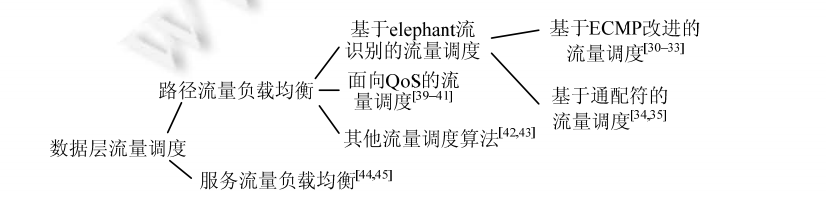 基于elephant流
识别的流量调度
基于ECMP改进的
流量调度[30–33]
面向QoS的流
量调度[39–41]
路径流量负载均衡
基于通配符的
流量调度[34,35]
其他流量调度算法[42,43]
数据层流量调度
服务流量负载均衡[44,45]